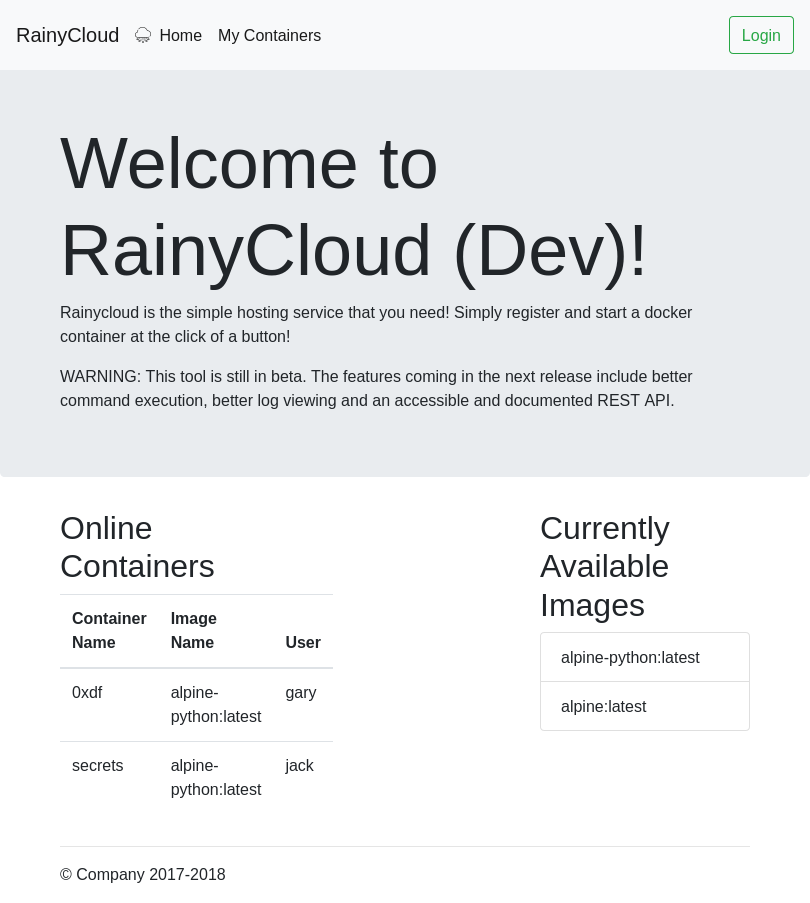 RainyCloud Home My Containers Login
Welcome to
RainyCloud (Dev)!
Rainycloud is the simple hosting service that you need! Simply register and start a docker
container at the click of a button!
WARNING: This tool is still in beta. The features coming in the next release include better
command execution, better log viewing and an accessible and documented REST API.
Online
Containers
Container Name Image Name User
0xdf alpine-python:latest gary
secrets alpine-python:latest jack
Currently
Available
Images
alpine-python:latest
alpine:latest
© Company 2017-2018